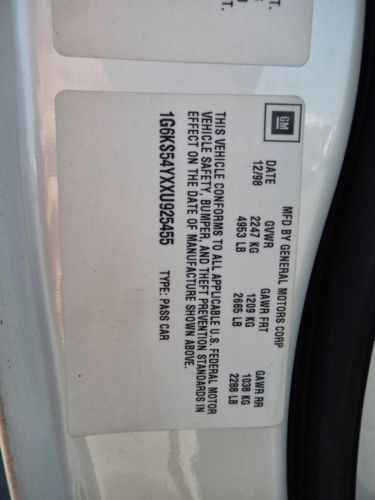 GM
MFD BY GENERAL MOTORS CORP
DATE GVWR GAWR FRT GAWR RR
12/98 2247 KG 1209 KG 1038 KG
4953 LB 2665 LB 2288 LB
THIS VEHICLE CONFORMS TO ALL APPLICABLE U.S. FEDERAL MOTOR
VEHICLE SAFETY, BUMPER, AND THEFT PREVENTION STANDARDS IN
EFFECT ON THE DATE OF MANUFACTURE SHOWN ABOVE.
1G6KS54YXXU925455 TYPE: PASS CAR